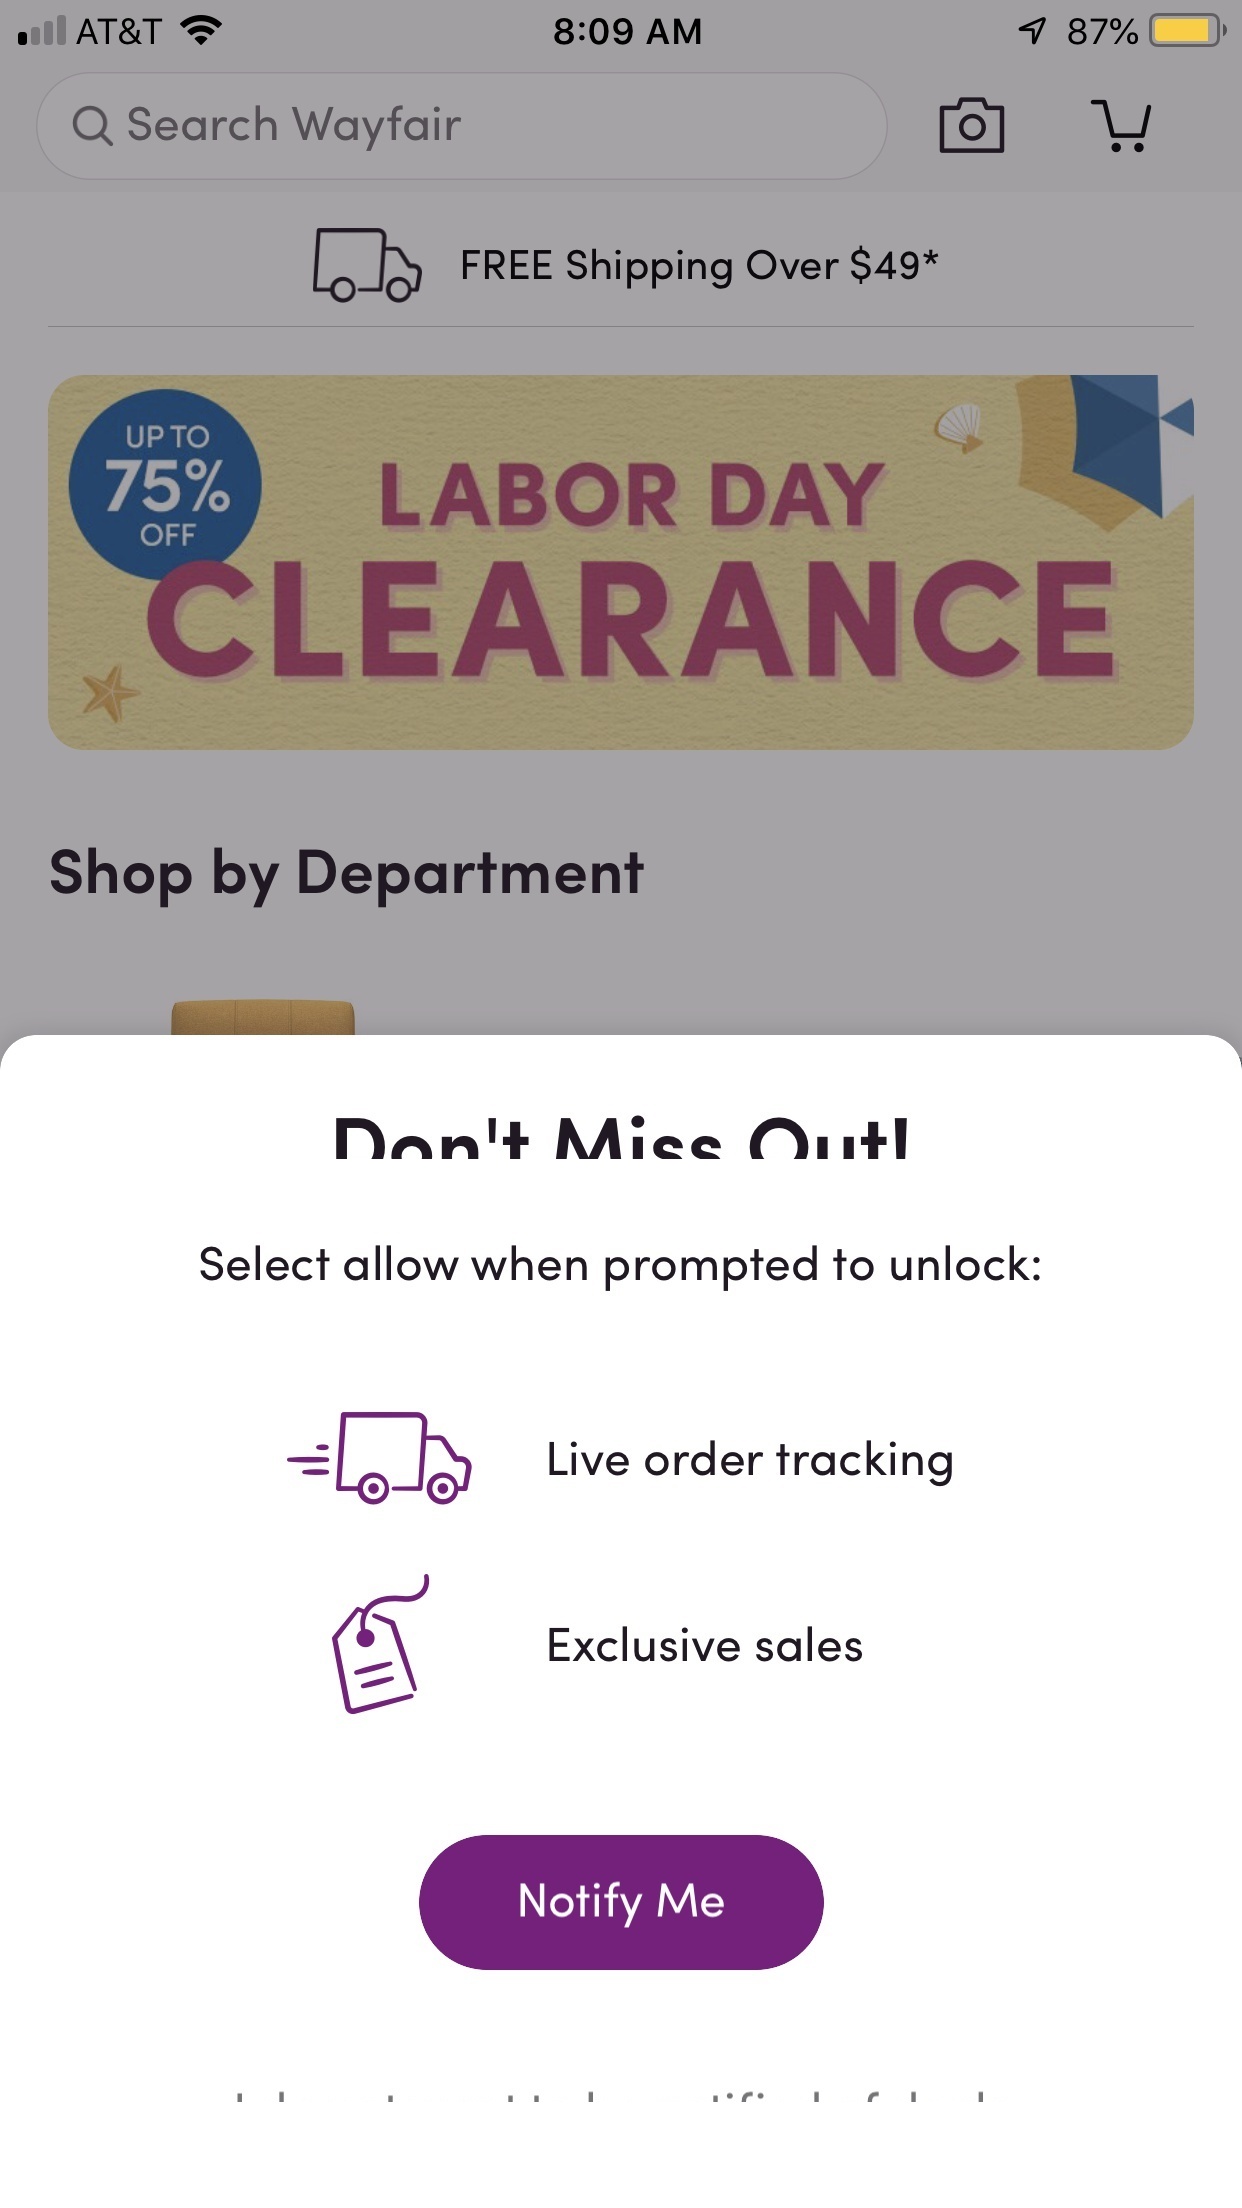 AT&T 8:09 AM 87%
Search Wayfair
FREE Shipping Over $49*
UP TO
75%
OFF
LABOR DAY
CLEARANCE
Shop by Department
Don't Miss Out!
Select allow when prompted to unlock:
Live order tracking
Exclusive sales
Notify Me